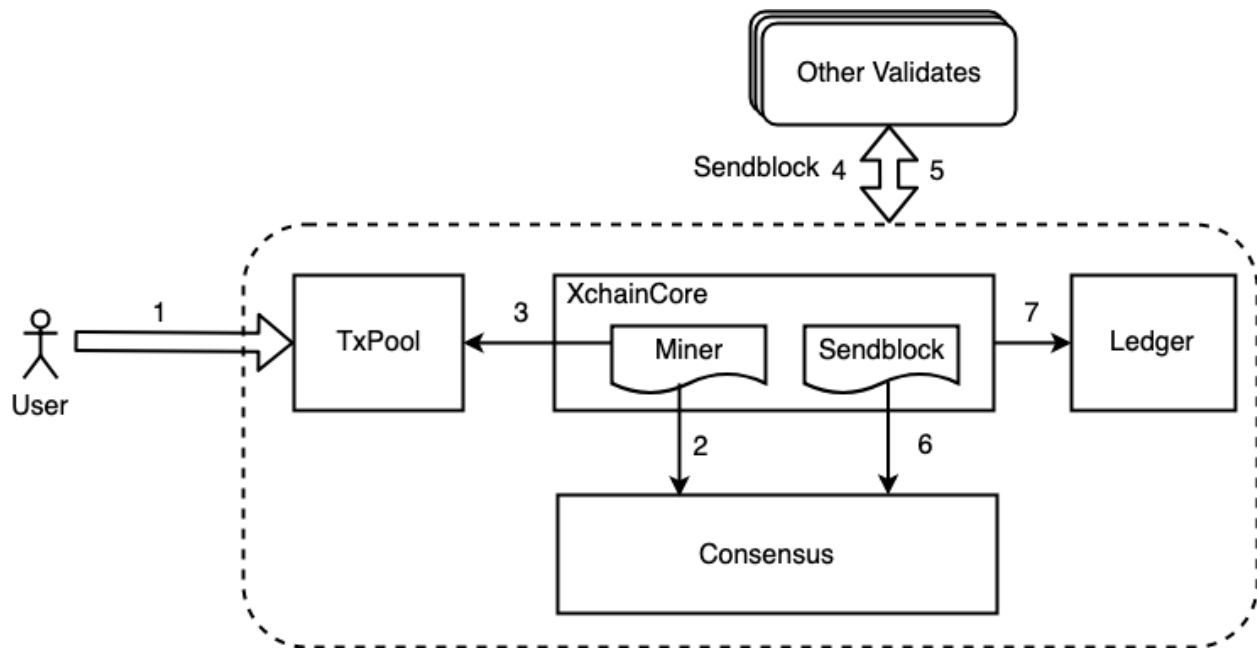 Other Validates
Sendblock 4 5
1
User
TxPool
3
XchainCore
Miner
Sendblock
7
Ledger
2
6
Consensus